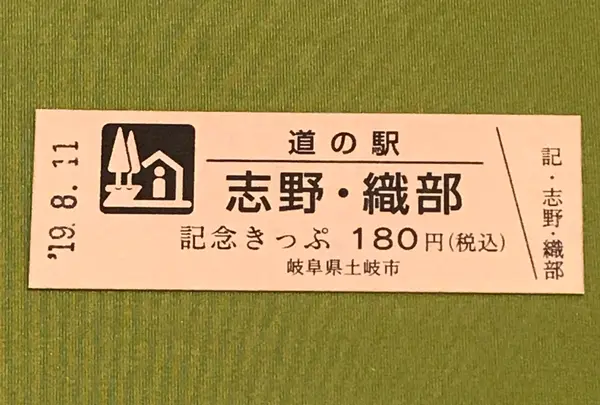 '19.8.11
道の駅
志野・織部
記念きっぷ 180円(税込)
岐阜県土岐市
記・志野・織部